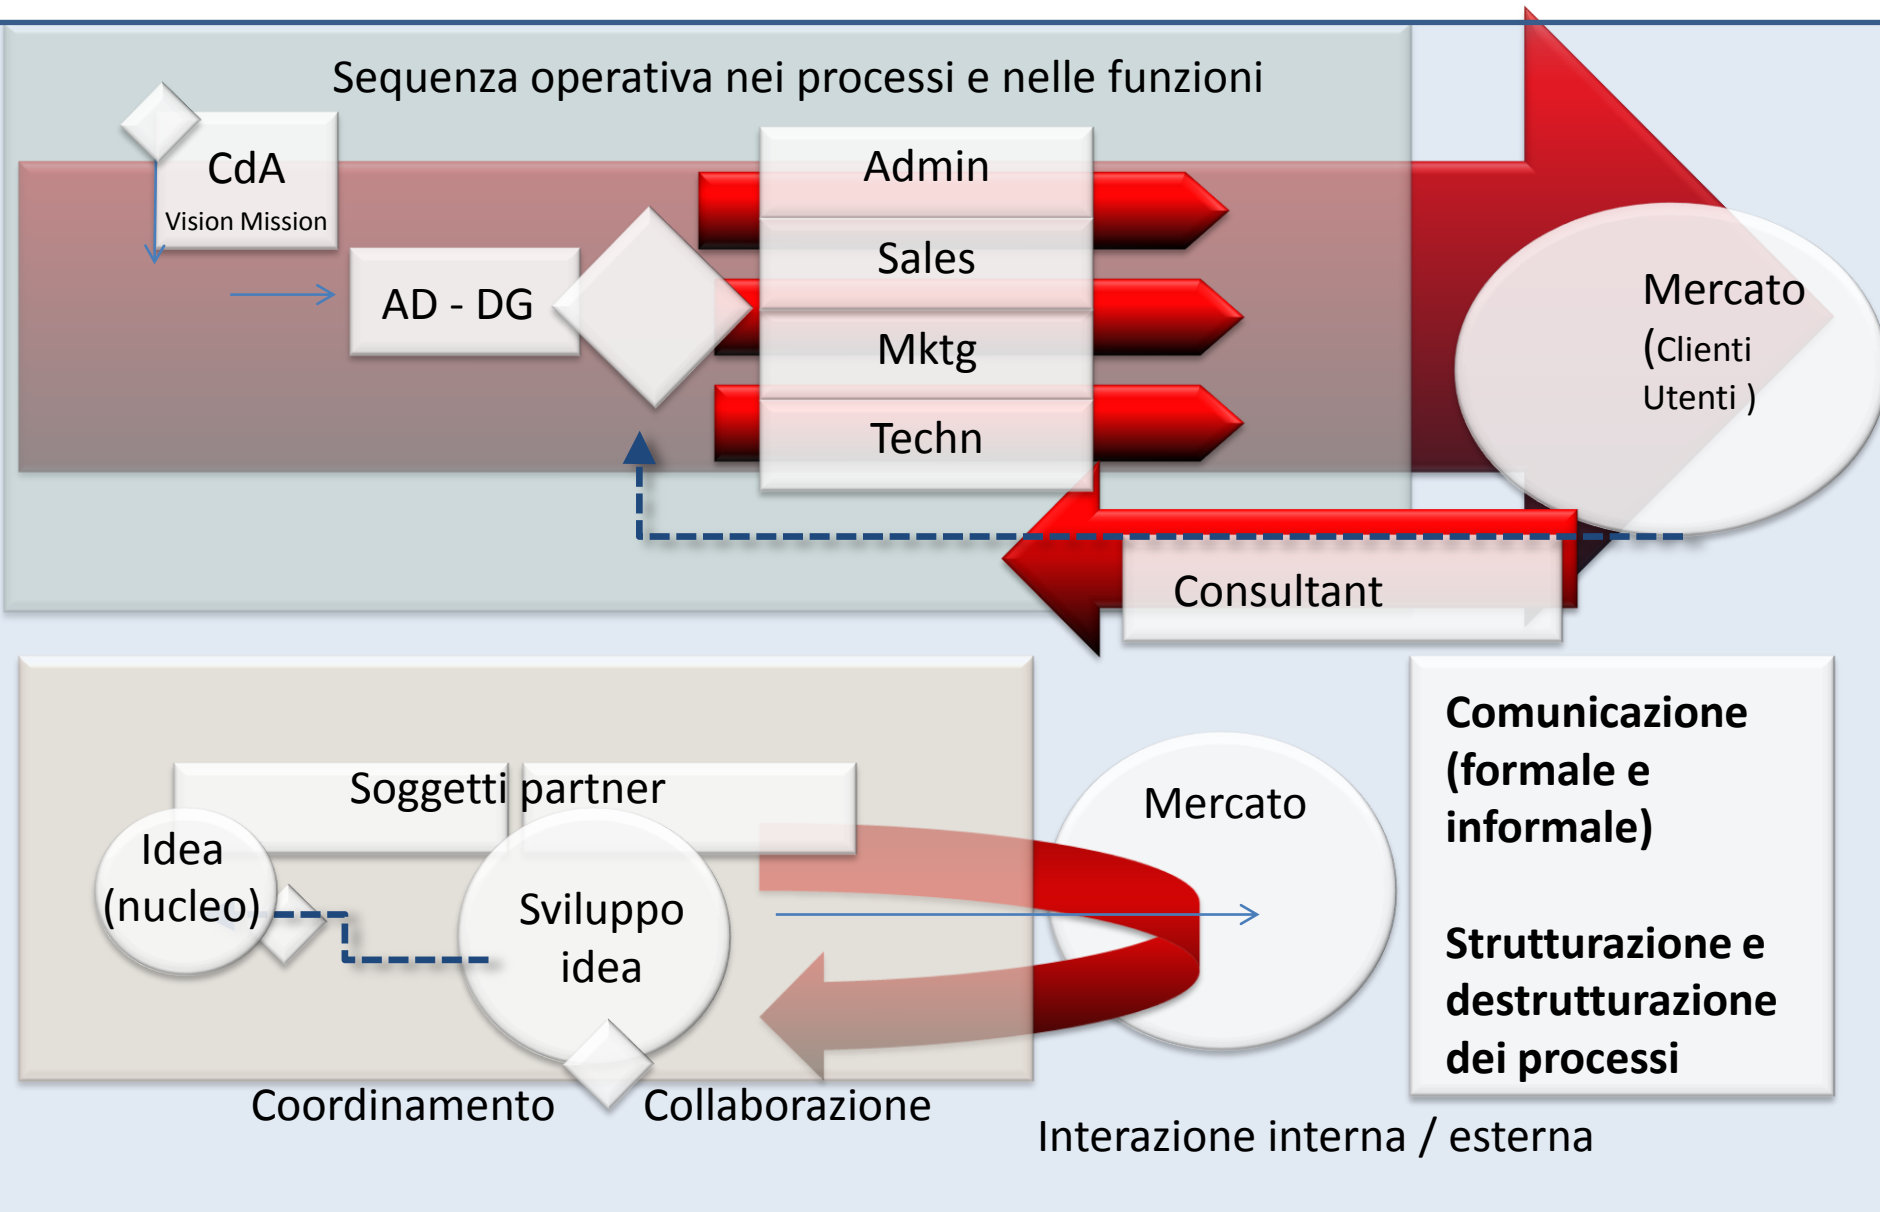 Sequenza operativa nei processi e nelle funzioni
CdA
Vision Mission
AD - DG
Admin
Sales
Mktg
Techn
Mercato
(Clienti
Utenti )
Consultant
Soggetti partner
Idea
(nucleo)
Sviluppo
idea
Mercato
Coordinamento
Collaborazione
Interazione interna / esterna
Comunicazione
(formale e
informale)
Strutturazione e
destrutturazione
dei processi